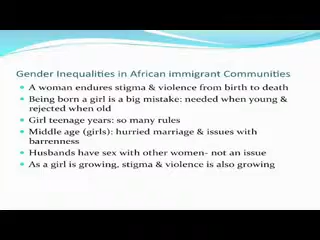 Gender Inequalities in African immigrant Communities
A woman endures stigma & violence from birth to death
Being born a girl is a big mistake: needed when young &
rejected when old
Girl teenage years: so many rules
Middle age (girls): hurried marriage & issues with
barrenness
Husbands have sex with other women- not an issue
As a girl is growing, stigma & violence is also growing